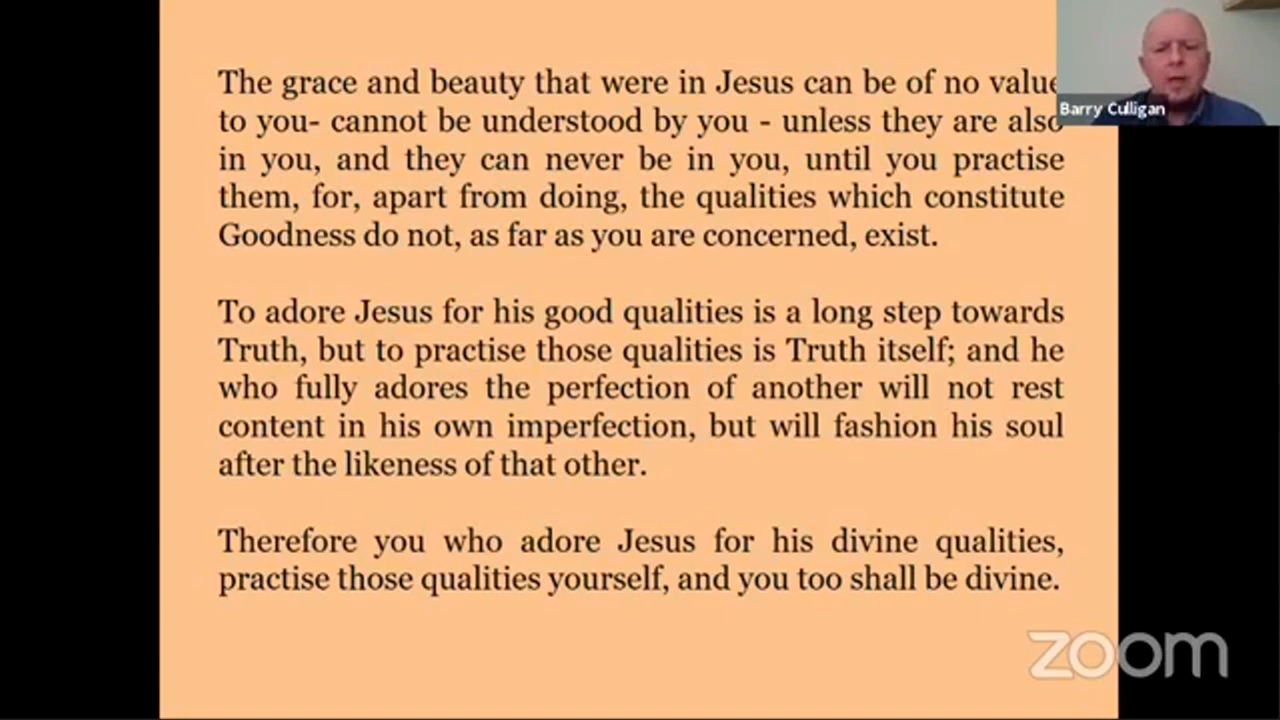 The grace and beauty that were in Jesus can be of no value
to you- cannot be understood by you - unless they are also
in you, and they can never be in you, until you practise
them, for, apart from doing, the qualities which constitute
Goodness do not, as far as you are concerned, exist.
To adore Jesus for his good qualities is a long step towards
Truth, but to practise those qualities is Truth itself; and he
who fully adores the perfection of another will not rest
content in his own imperfection, but will fashion his soul
after the likeness of that other.
Therefore you who adore Jesus for his divine qualities,
practise those qualities yourself, and you too shall be divine.
Barry Culligan
zoom